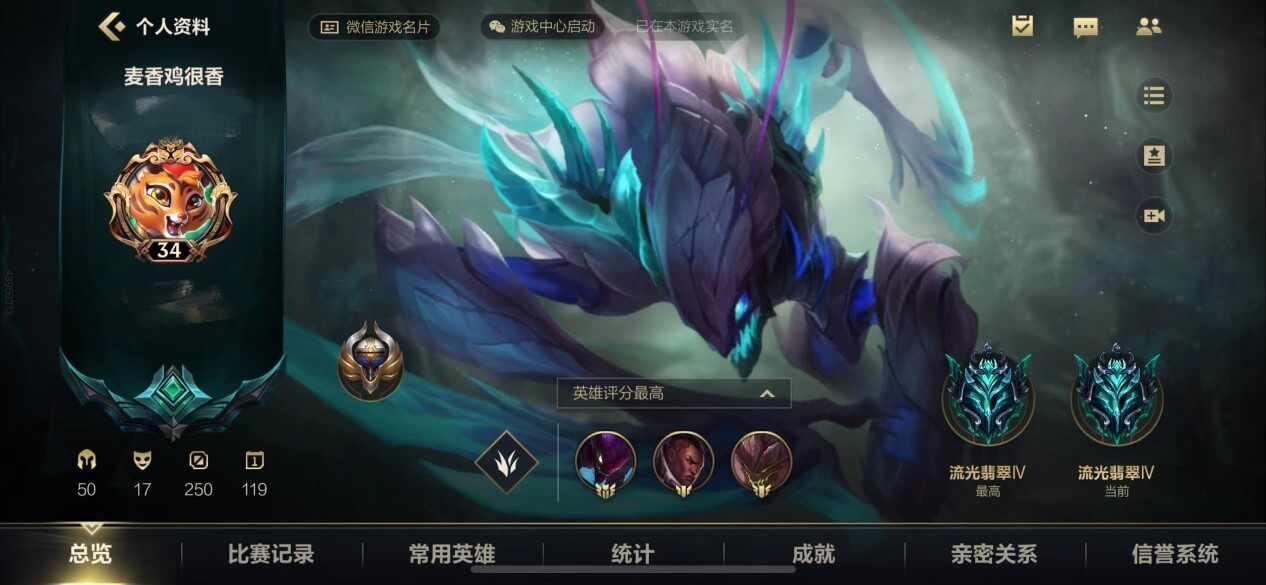 个人资料
微信游戏名片
游戏中心启动
已在本游戏实名
麦香鸡很香
34
439599313
英雄评分最高
流光翡翠Ⅳ
最高
流光翡翠Ⅳ
当前
50
17
250
119
总览
比赛记录
常用英雄
统计
成就
亲密关系
信誉系统